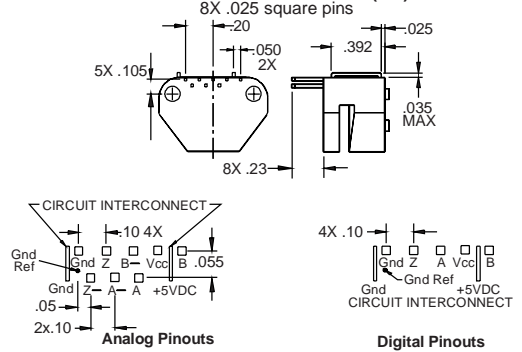 8X .025 square pins
.20
.025
.392
.050
2X
5X .105
.035
MAX
8X .23
CIRCUIT INTERCONNECT
.10 4X
4X .10
Gnd
Ref
Gnd Z B– Vcc B
.055
Gnd Z A Vcc B
Gnd Ref
Gnd Z– A– A +5VDC
Gnd +5VDC
CIRCUIT INTERCONNECT
.05
2x.10
Analog Pinouts
Digital Pinouts